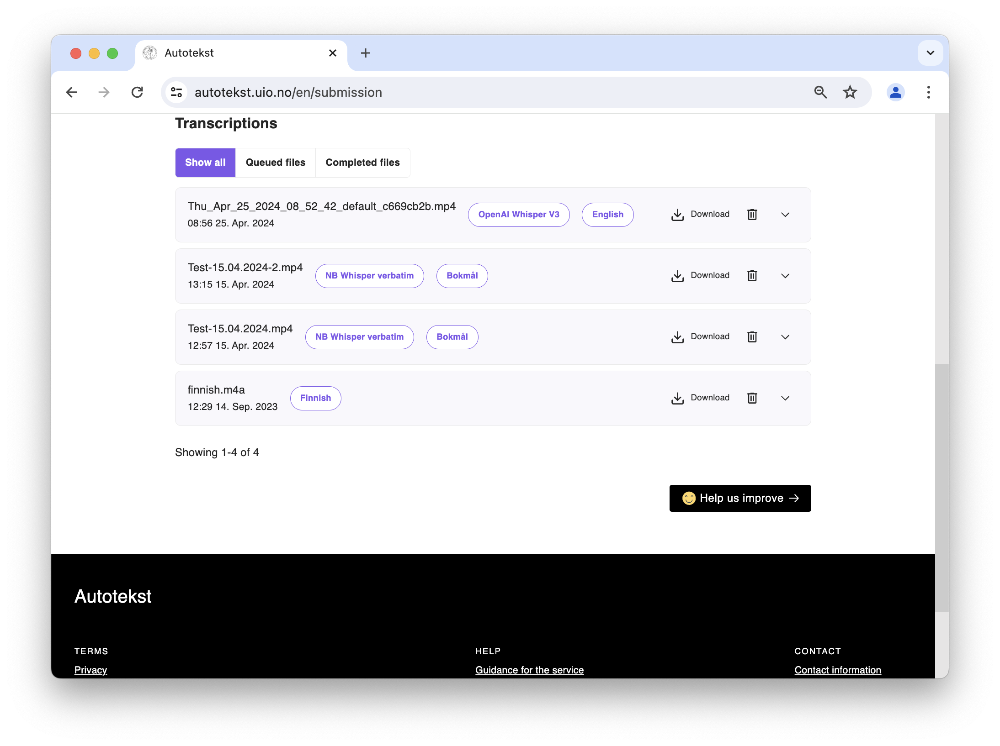 Autotekst
autotekst.uio.no/en/submission
Transcriptions
Show all Queued files Completed files
Thu_Apr_25_2024_08_52_42_default_c669cb2b.mp4
08:56 25. Apr. 2024
OpenAI Whisper V3 English Download
Test-15.04.2024-2.mp4
13:15 15. Apr. 2024
NB Whisper verbatim Bokmål Download
Test-15.04.2024.mp4
12:57 15. Apr. 2024
NB Whisper verbatim Bokmål Download
finnish.m4a
12:29 14. Sep. 2023
Finnish Download
Showing 1-4 of 4
Help us improve →
Autotekst
TERMS HELP CONTACT
Privacy Guidance for the service Contact information